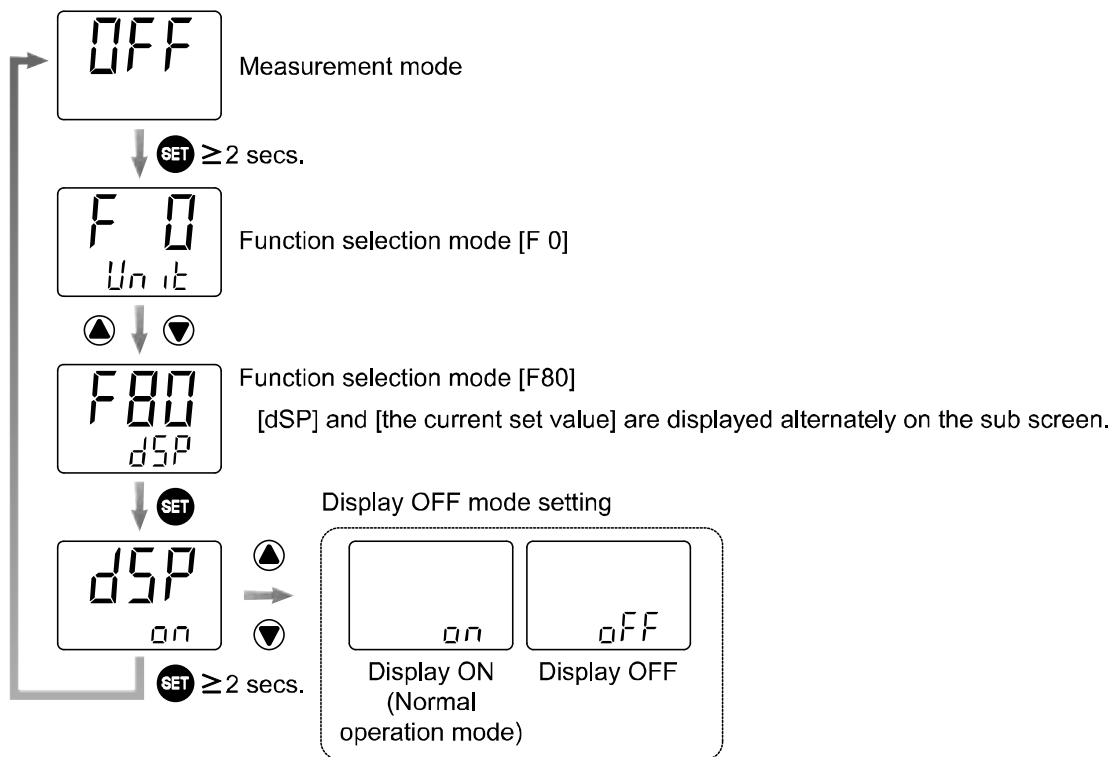 OFF
Measurement mode
SET ≥2 secs.
F 0
Unit
Function selection mode [F 0]
F80
dSP
Function selection mode [F80]
[dSP] and [the current set value] are displayed alternately on the sub screen.
SET
Display OFF mode setting
dSP
on
on
oFF
Display ON
(Normal
operation mode)
Display OFF
SET ≥2 secs.